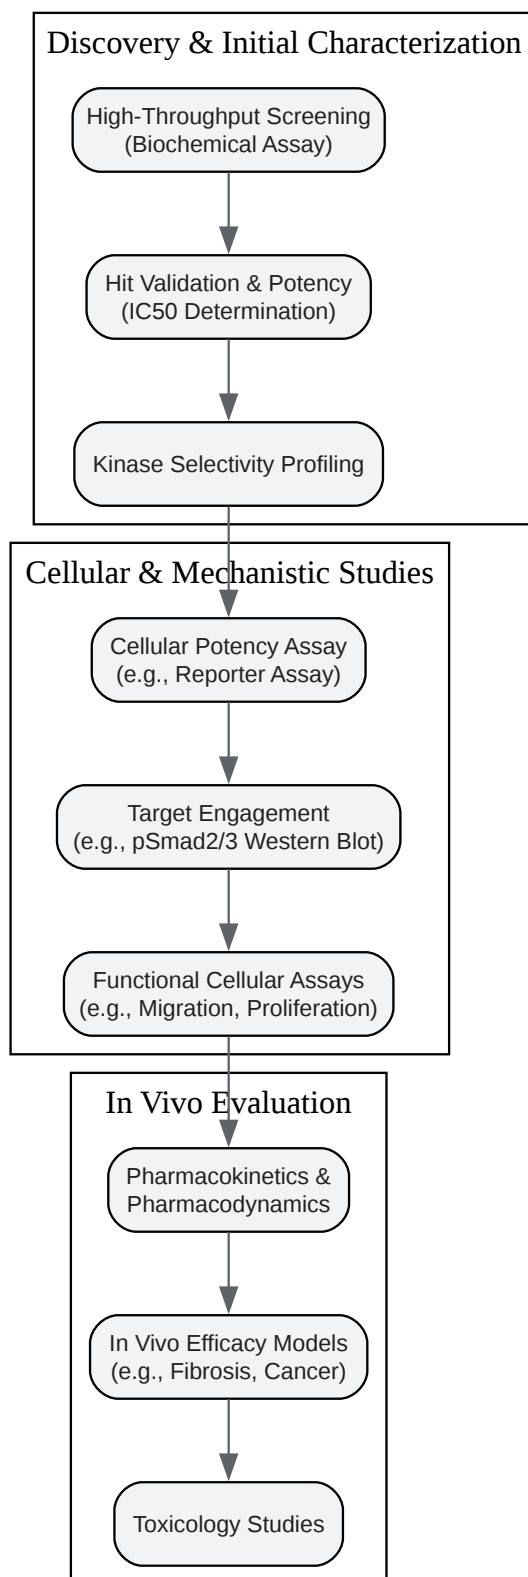 Discovery & Initial Characterization
High-Throughput Screening
(Biochemical Assay)
Hit Validation & Potency
(IC50 Determination)
Kinase Selectivity Profiling
Cellular & Mechanistic Studies
Cellular Potency Assay
(e.g., Reporter Assay)
Target Engagement
(e.g., pSmad2/3 Western Blot)
Functional Cellular Assays
(e.g., Migration, Proliferation)
In Vivo Evaluation
Pharmacokinetics &
Pharmacodynamics
In Vivo Efficacy Models
(e.g., Fibrosis, Cancer)
Toxicology Studies